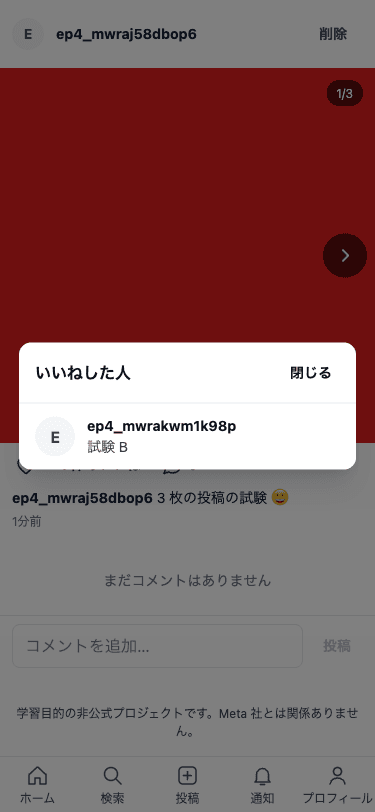 E ep4_mwraj58dbop6 削除
1/3
いいねした人 閉じる
E
ep4_mwrakwm1k98p
試験 B
ep4_mwraj58dbop6 3 枚の投稿の試験 😇
1分前
まだコメントはありません
コメントを追加... 投稿
学習目的の非公式プロジェクトです。Meta 社とは関係ありませ
ん。
ホーム 検索 投稿 通知 プロフィール